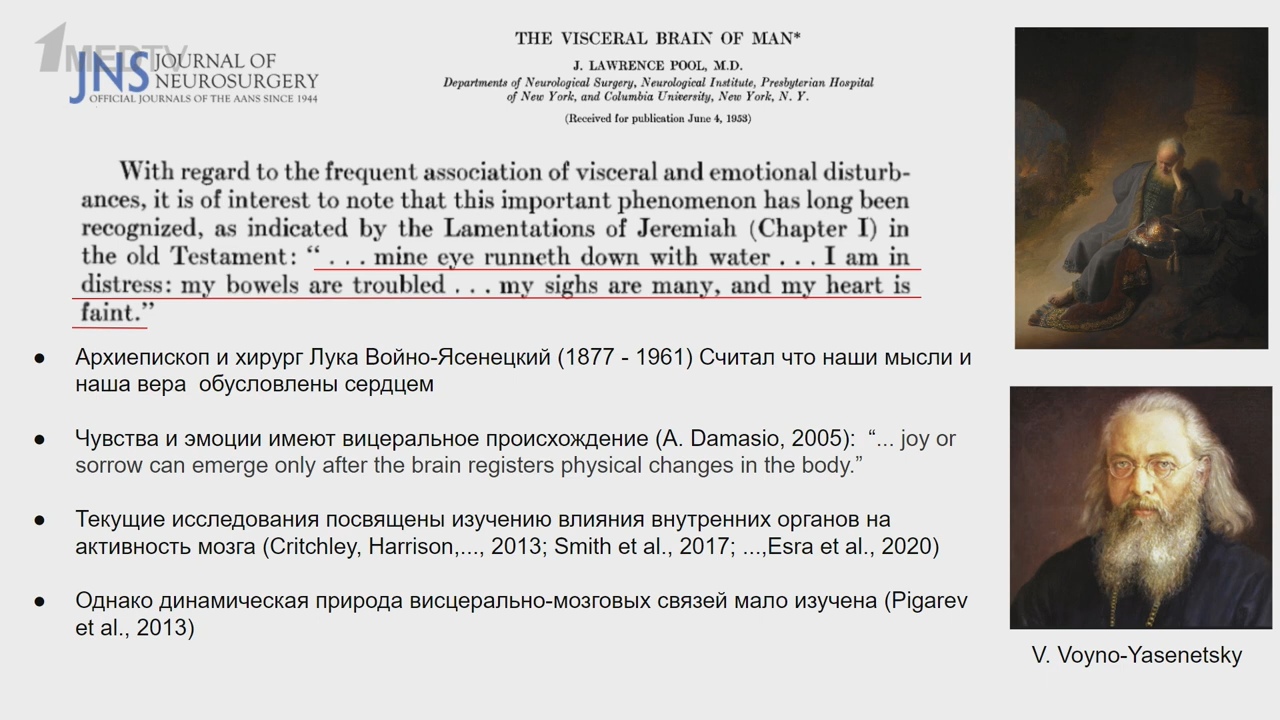 1MEDTV
JNS JOURNAL OF
NEUROSURGERY
OFFICIAL JOURNALS OF THE AANS SINCE 1944
THE VISCERAL BRAIN OF MAN*
J. LAWRENCE POOL, M.D.
Departments of Neurological Surgery, Neurological Institute, Presbyterian Hospital
of New York, and Columbia University, New York, N. Y.
(Received for publication June 4, 1953)
With regard to the frequent association of visceral and emotional disturb-
ances, it is of interest to note that this important phenomenon has long been
recognized, as indicated by the Lamentations of Jeremiah (Chapter I) in
the old Testament: “ . . . mine eye runneth down with water . . . I am in
distress: my bowels are troubled . . . my sighs are many, and my heart is
faint.”
● Архиепископ и хирург Лука Войно-Ясенецкий (1877 - 1961) Считал что наши мысли и
наша вера обусловлены сердцем
● Чувства и эмоции имеют вицеральное происхождение (A. Damasio, 2005): “... joy or
sorrow can emerge only after the brain registers physical changes in the body.”
● Текущие исследования посвящены изучению влияния внутренних органов на
активность мозга (Critchley, Harrison,..., 2013; Smith et al., 2017; ...,Esra et al., 2020)
● Однако динамическая природа висцерально-мозговых связей мало изучена (Pigarev
et al., 2013)
V. Voyno-Yasenetsky